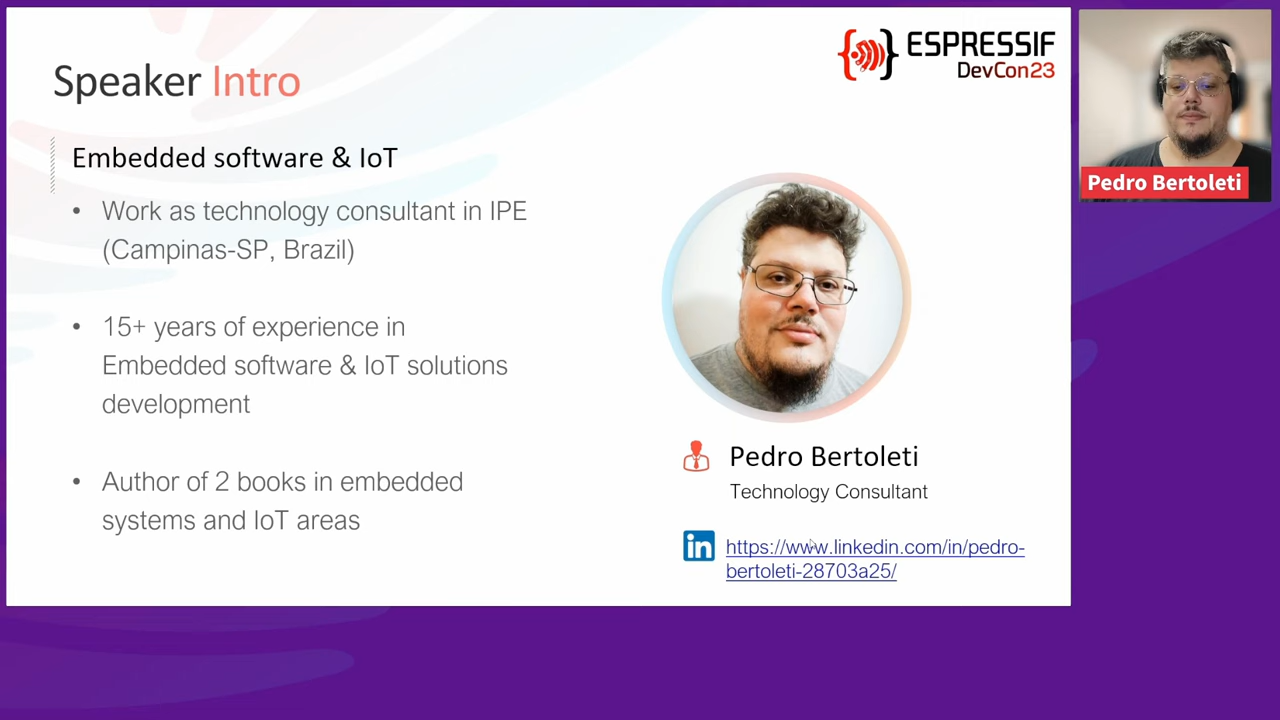 Speaker Intro
ESPRESSIF
DevCon23
Embedded software & IoT
• Work as technology consultant in IPE
(Campinas-SP, Brazil)
• 15+ years of experience in
Embedded software & IoT solutions
development
• Author of 2 books in embedded
systems and IoT areas
Pedro Bertoleti
Technology Consultant
in
https://www.linkedin.com/in/pedro-
bertoleti-28703a25/
Pedro Bertoleti